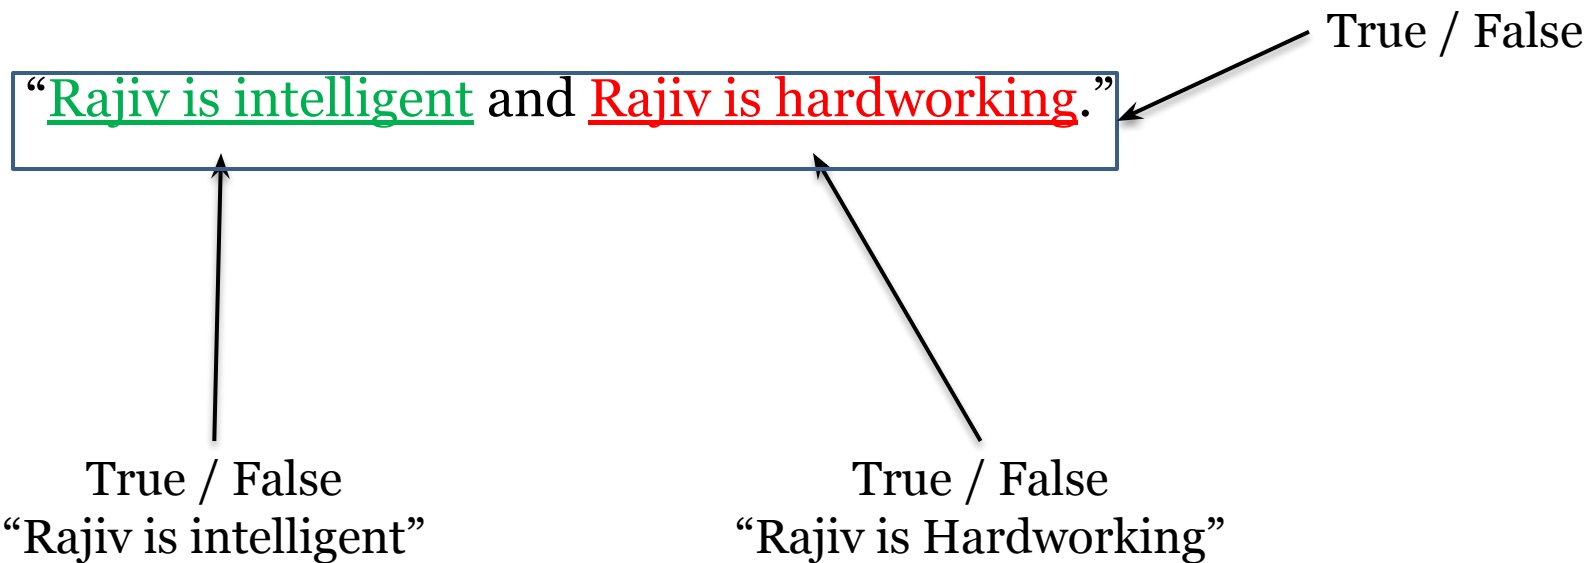 True / False
“Rajiv is intelligent and Rajiv is hardworking.”
True / False
“Rajiv is intelligent”
True / False
“Rajiv is Hardworking”